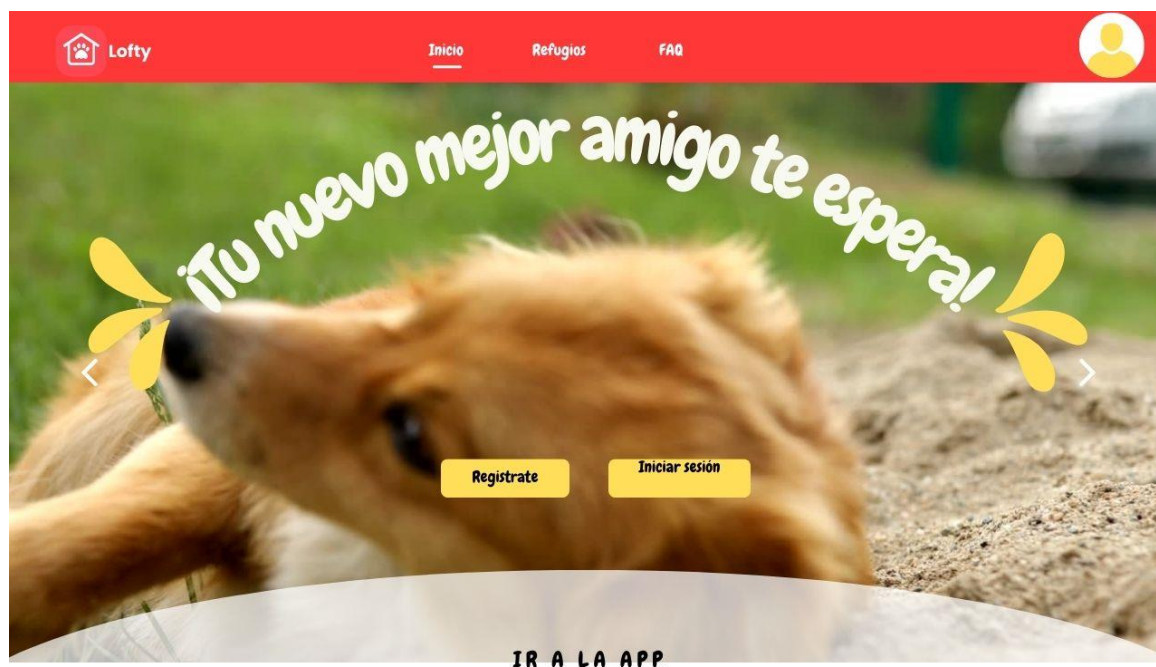 Lofty
Inicio Refugios FAQ
¡Tu nuevo mejor amigo te espera!
Registrate Iniciar sesión
IR A LA APP